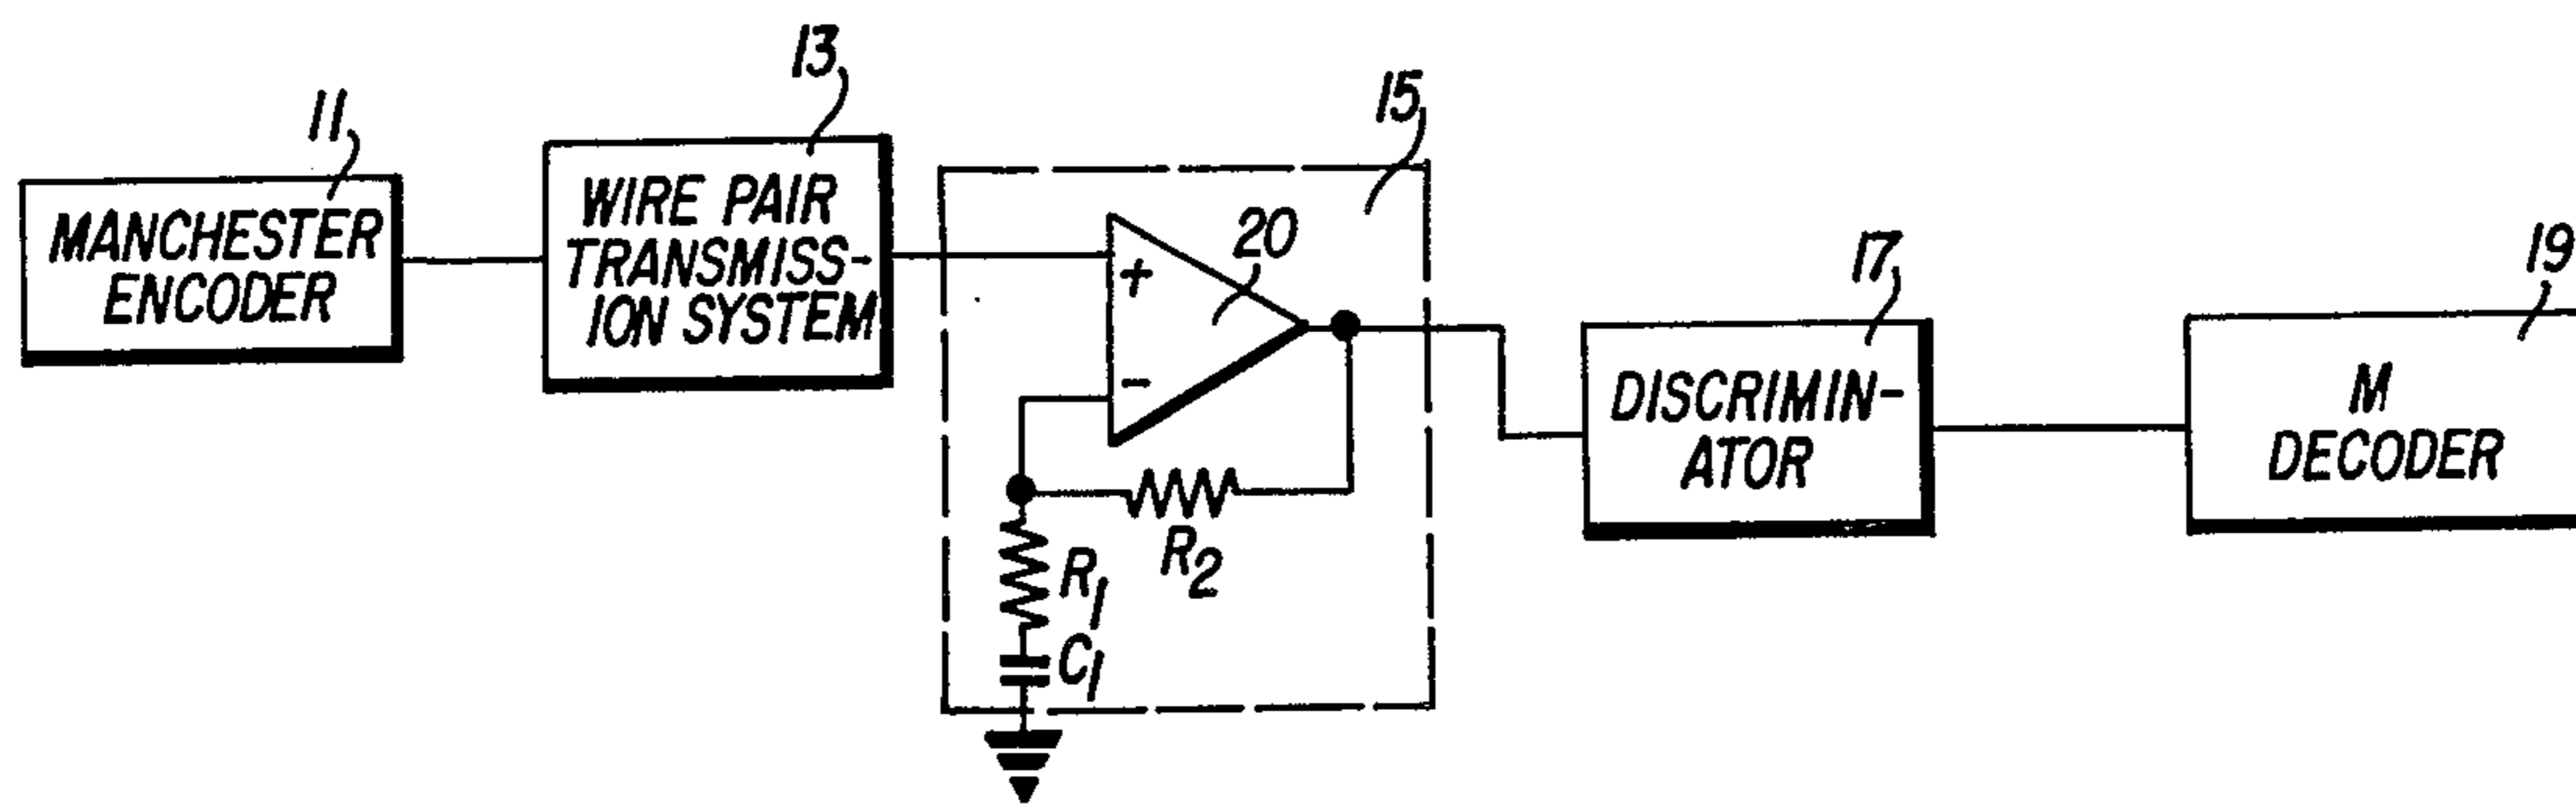 11
13
15
17
19
MANCHESTER
ENCODER
WIRE PAIR
TRANSMISS-
ION SYSTEM
20
+
-
R2
R1
C1
DISCRIMIN-
ATOR
M
DECODER